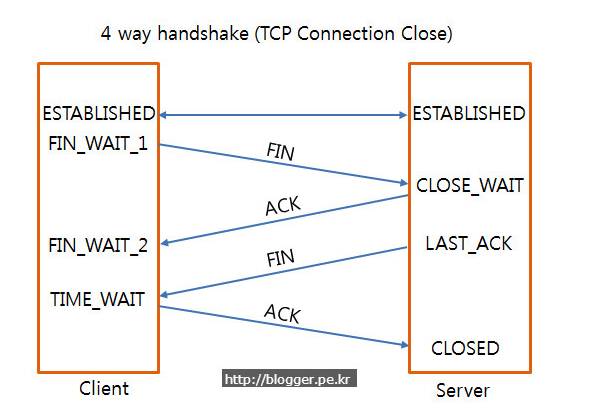 4 way handshake (TCP Connection Close)
ESTABLISHED
ESTABLISHED
FIN_WAIT_1
FIN
CLOSE_WAIT
ACK
FIN_WAIT_2
LAST_ACK
FIN
TIME_WAIT
ACK
CLOSED
http://blogger.pe.kr
Client
Server